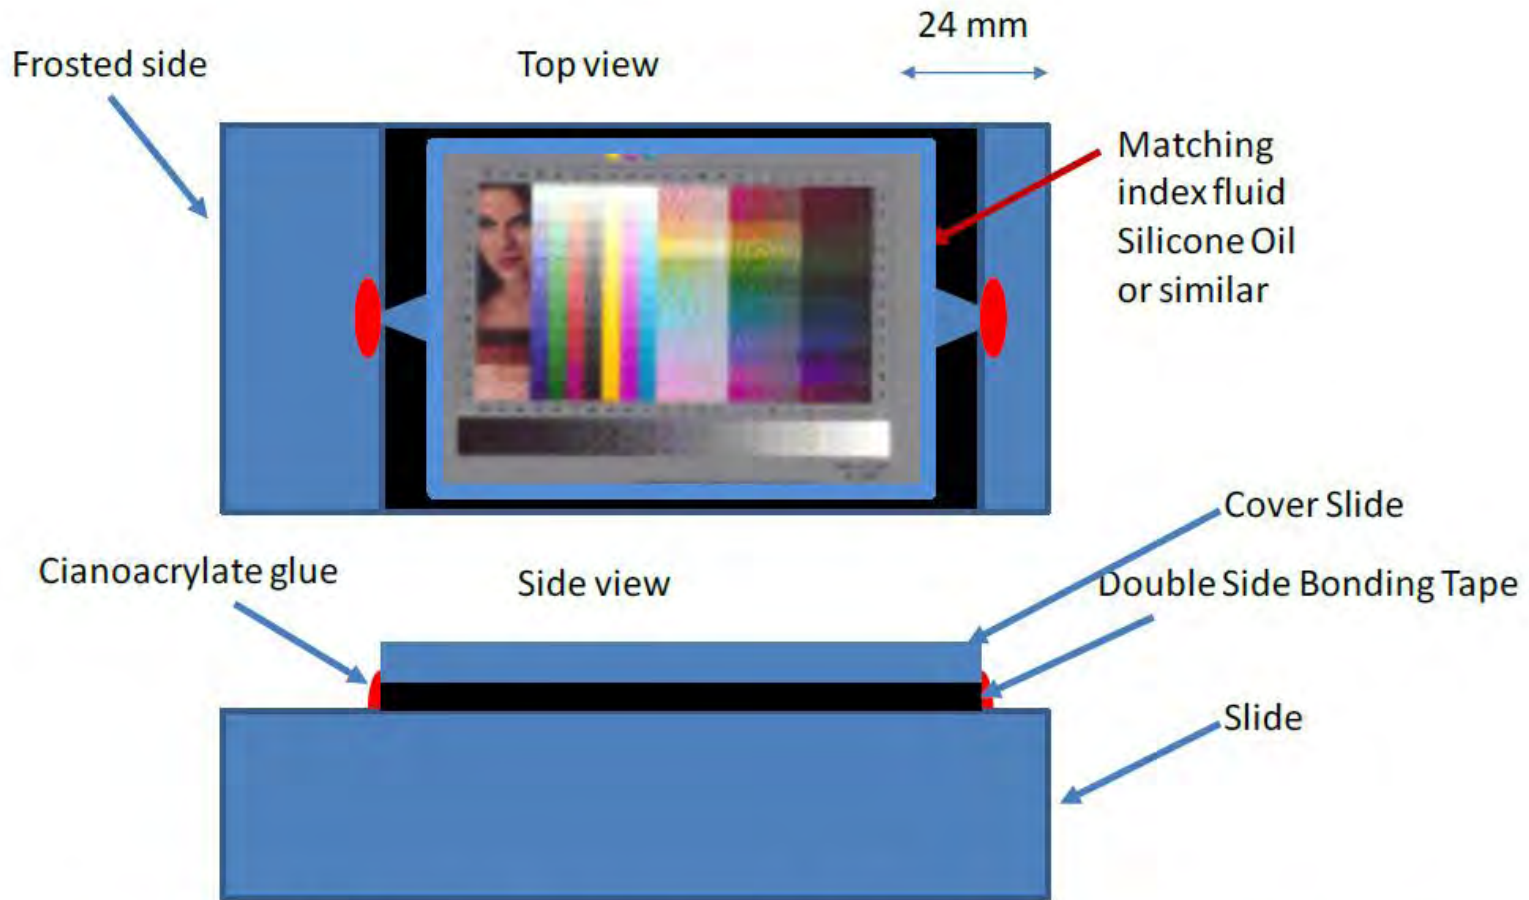 24 mm
Frosted side
Top view
Matching
index fluid
Silicone Oil
or similar
Cover Slide
Cianoacrylate glue
Side view
Double Side Bonding Tape
Slide